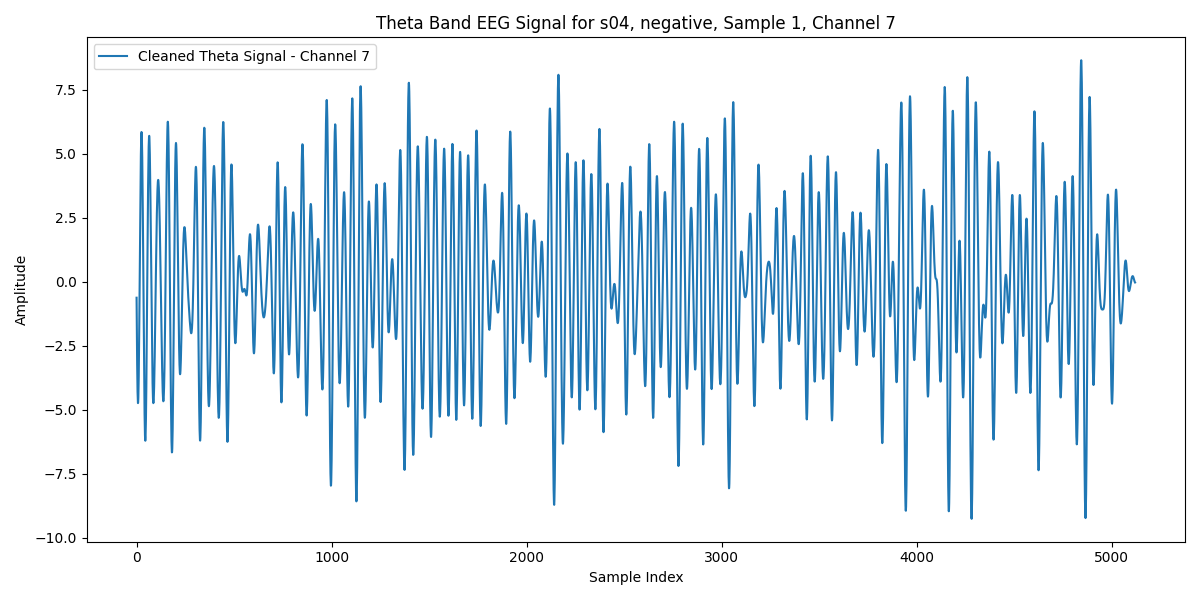 Theta Band EEG Signal for s04, negative, Sample 1, Channel 7
Cleaned Theta Signal - Channel 7
Amplitude
7.5
5.0
2.5
0.0
−2.5
−5.0
−7.5
−10.0
0 1000 2000 3000 4000 5000
Sample Index